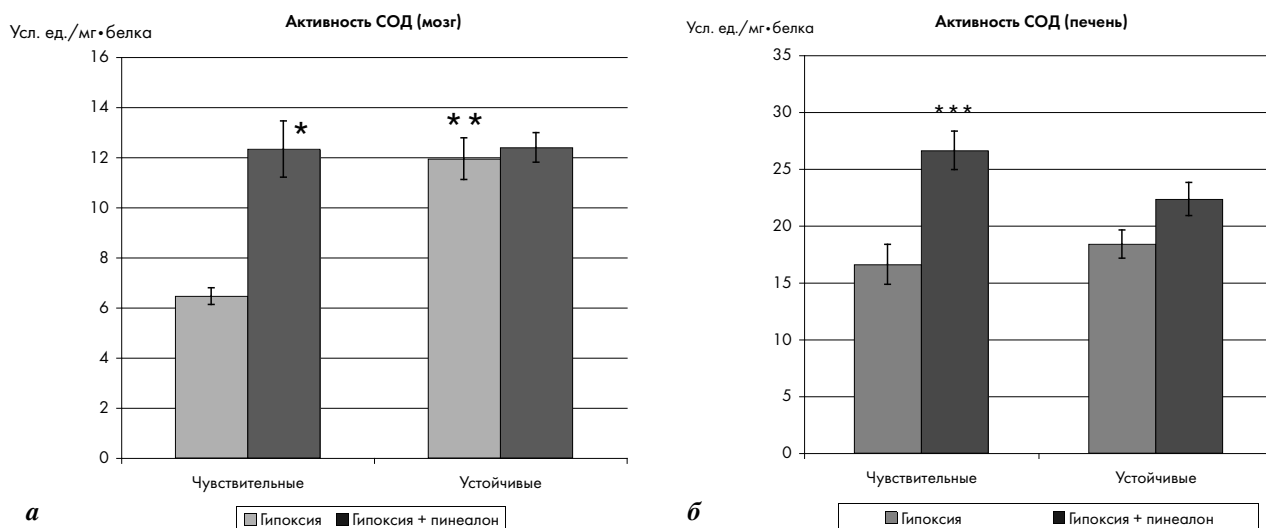 Активность СОД (мозг)
Усл. ед./мг•белка
16
14
12
10
8
6
4
2
0
*
**
Чувствительные Устойчивые
а
Гипоксия Гипоксия + пинеалон
Активность СОД (печень)
Усл. ед./мг•белка
35
30
25
20
15
10
5
0
***
Чувствительные Устойчивые
б
Гипоксия Гипоксия + пинеалон